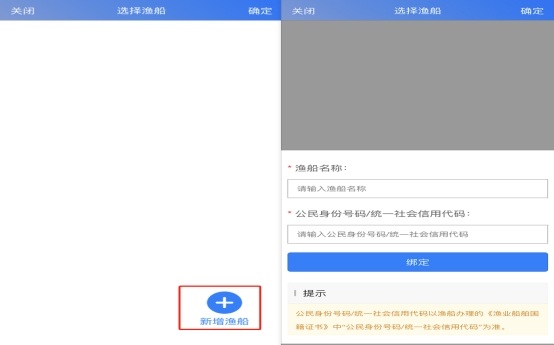 关闭 选择渔船 确定
新增渔船
关闭 选择渔船 确定
* 渔船名称：
请输入渔船名称
* 公民身份号码/统一社会信用代码：
请输入公民身份号码/统一社会信用代码
绑定
提示
公民身份号码/统一社会信用代码以渔船办理的《渔业船舶国
籍证书》中“公民身份号码/统一社会信用代码”为准。